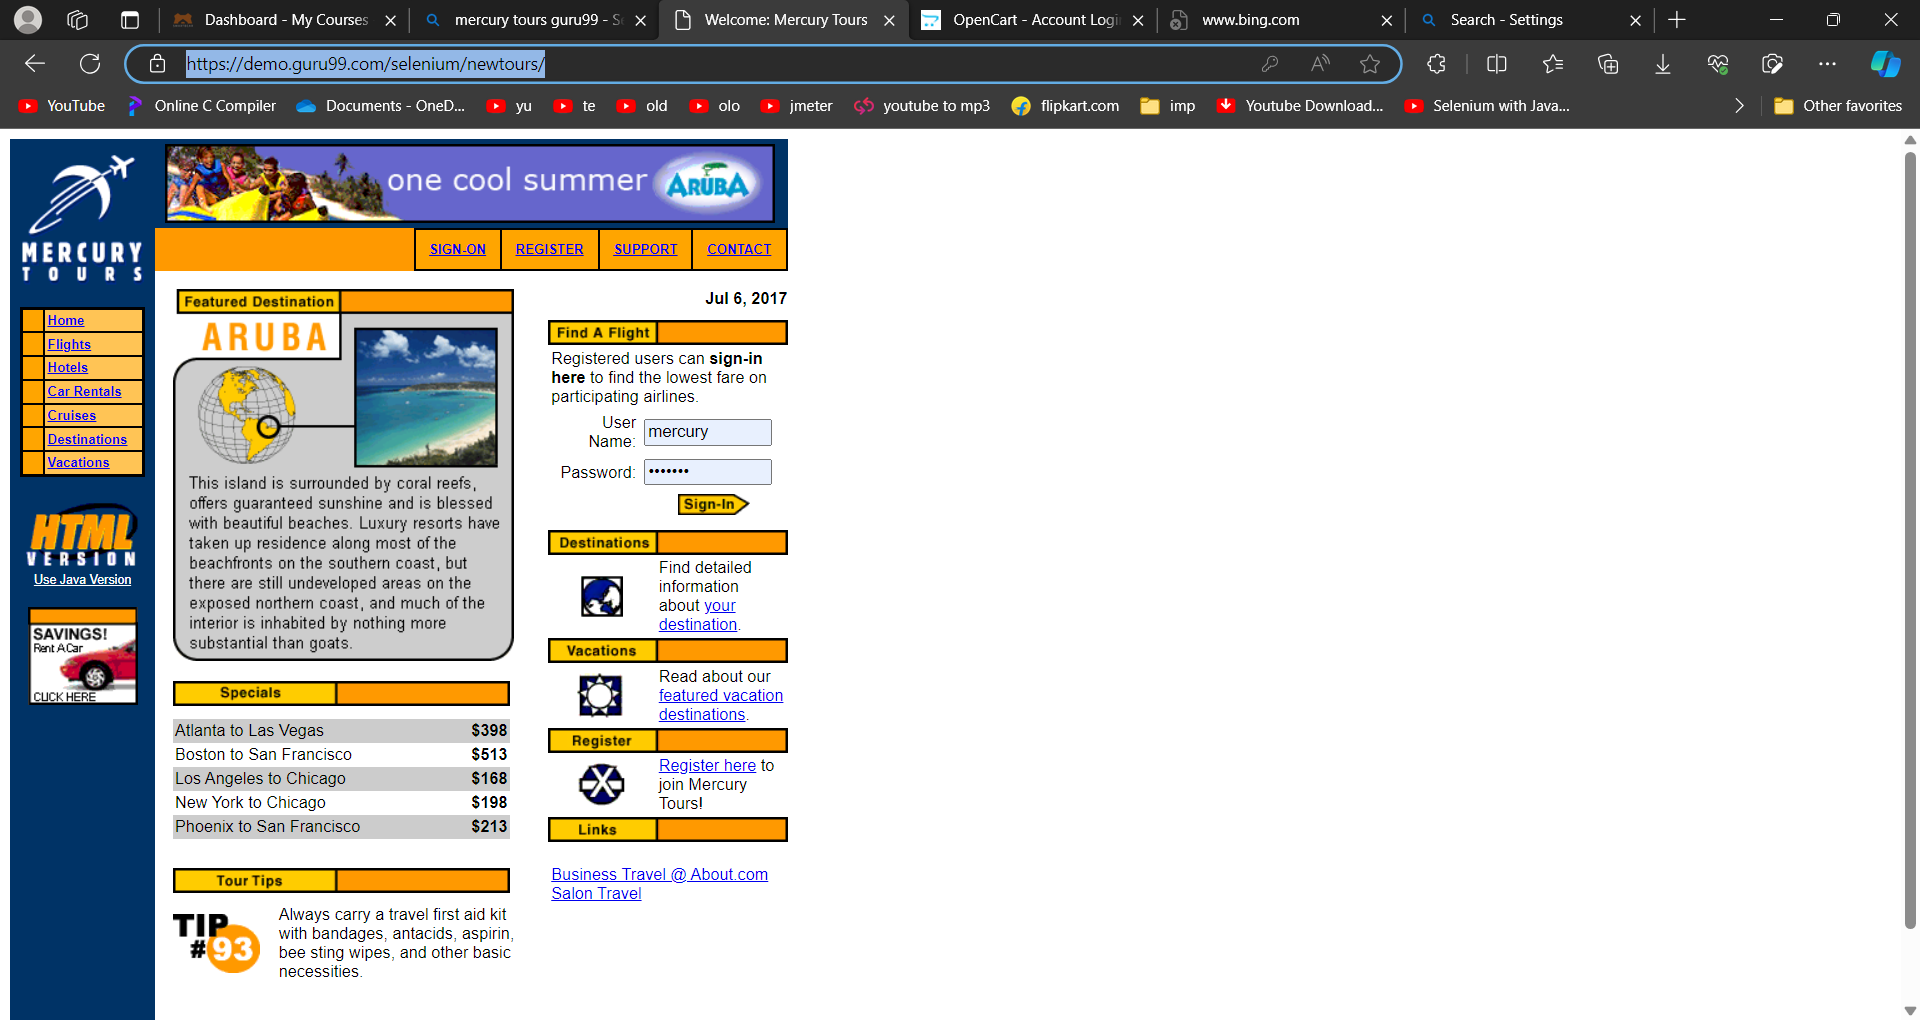 Dashboard - My Courses
mercury tours guru99 - S
Welcome: Mercury Tours
OpenCart - Account Logi
www.bing.com
Search - Settings
https://demo.guru99.com/selenium/newtours/
YouTube
Online C Compiler
Documents - OneD...
yu
te
old
olo
jmeter
youtube to mp3
flipkart.com
imp
Youtube Download...
Selenium with Java...
Other favorites
MERCURY
TOURS
one cool summer
ARUBA
SIGN-ON
REGISTER
SUPPORT
CONTACT
Home
Flights
Hotels
Car Rentals
Cruises
Destinations
Vacations
HTML
VERSION
Use Java Version
SAVINGS!
Rent A Car
CLICK HERE
Featured Destination
ARUBA
This island is surrounded by coral reefs,
offers guaranteed sunshine and is blessed
with beautiful beaches. Luxury resorts have
taken up residence along most of the
beachfronts on the southern coast, but
there are still undeveloped areas on the
exposed northern coast, and much of the
interior is inhabited by nothing more
substantial than goats.
Specials
Atlanta to Las Vegas $398
Boston to San Francisco $513
Los Angeles to Chicago $168
New York to Chicago $198
Phoenix to San Francisco $213
Tour Tips
TIP
#93
Always carry a travel first aid kit
with bandages, antacids, aspirin,
bee sting wipes, and other basic
necessities.
Jul 6, 2017
Find A Flight
Registered users can sign-in
here to find the lowest fare on
participating airlines.
User
Name: mercury
Password: •••••••
Sign-In
Destinations
Find detailed
information
about your
destination.
Vacations
Read about our
featured vacation
destinations.
Register
Register here to
join Mercury
Tours!
Links
Business Travel @ About.com
Salon Travel